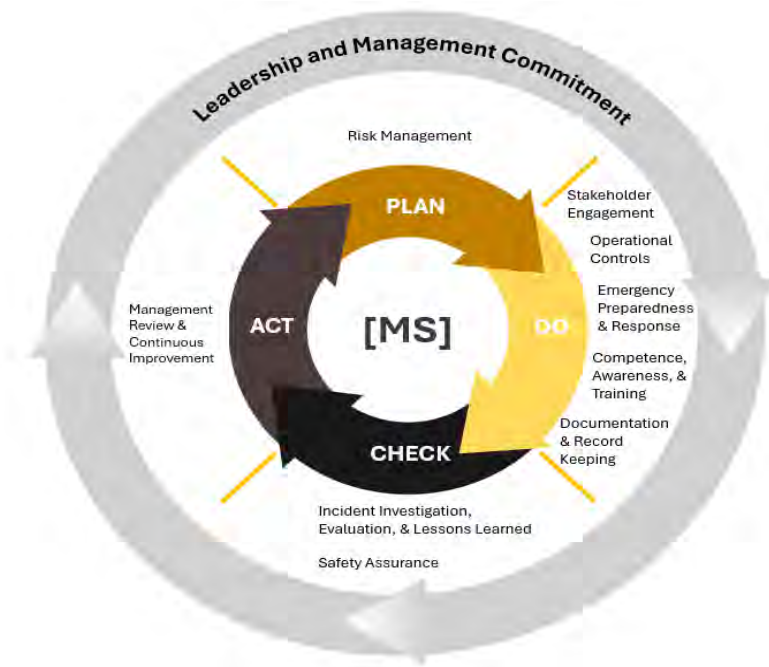 Leadership and Management Commitment
Risk Management
PLAN
Stakeholder
Engagement
Operational
Controls
Emergency
Preparedness
& Response
DO
Competence,
Awareness, &
Training
Documentation
& Record
Keeping
[MS]
ACT
Management
Review &
Continuous
Improvement
CHECK
Incident Investigation,
Evaluation, & Lessons Learned
Safety Assurance